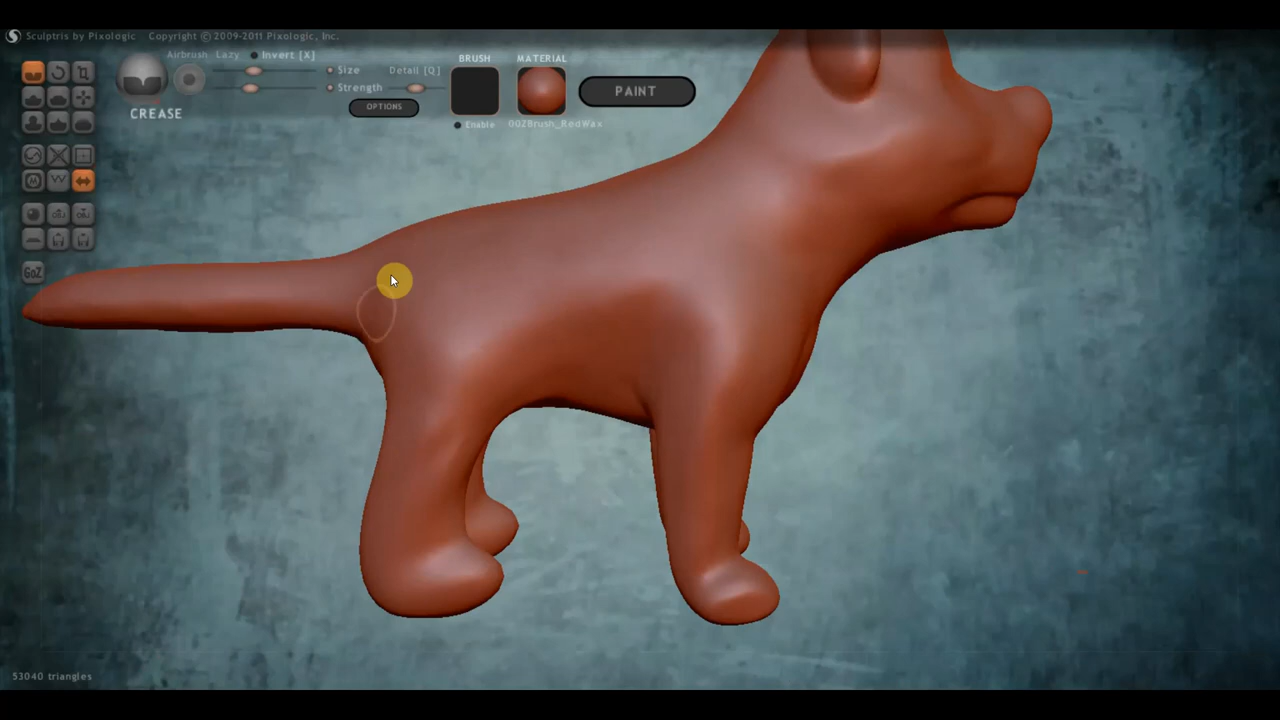 Sculptris by Pixologic Copyright © 2009-2011 Pixologic, Inc.
Airbrush Lazy Invert [X]
Size Detail [Q]
Strength
OPTIONS
CREASE
BRUSH
Enable
MATERIAL
002Brush_RedWax
PAINT
GoZ
53040 triangles